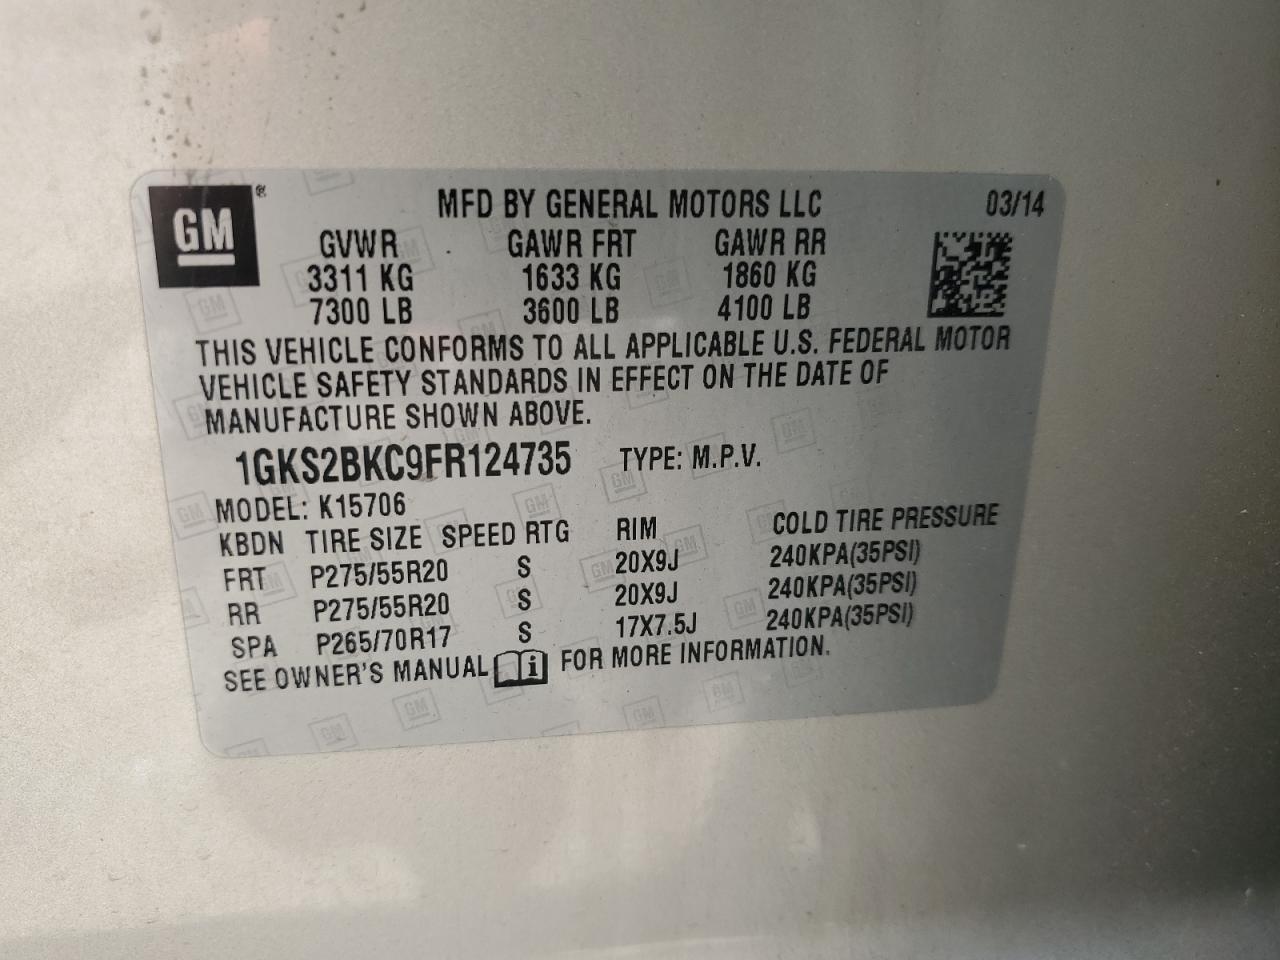 GM ®
MFD BY GENERAL MOTORS LLC 03/14
GVWR GAWR FRT GAWR RR
3311 KG 1633 KG 1860 KG
7300 LB 3600 LB 4100 LB
THIS VEHICLE CONFORMS TO ALL APPLICABLE U.S. FEDERAL MOTOR
VEHICLE SAFETY STANDARDS IN EFFECT ON THE DATE OF
MANUFACTURE SHOWN ABOVE.
1GKS2BKC9FR124735 TYPE: M.P.V.
MODEL: K15706
KBDN TIRE SIZE SPEED RTG RIM COLD TIRE PRESSURE
FRT P275/55R20 S 20X9J 240KPA(35PSI)
RR P275/55R20 S 20X9J 240KPA(35PSI)
SPA P265/70R17 S 17X7.5J 240KPA(35PSI)
SEE OWNER'S MANUAL i FOR MORE INFORMATION.